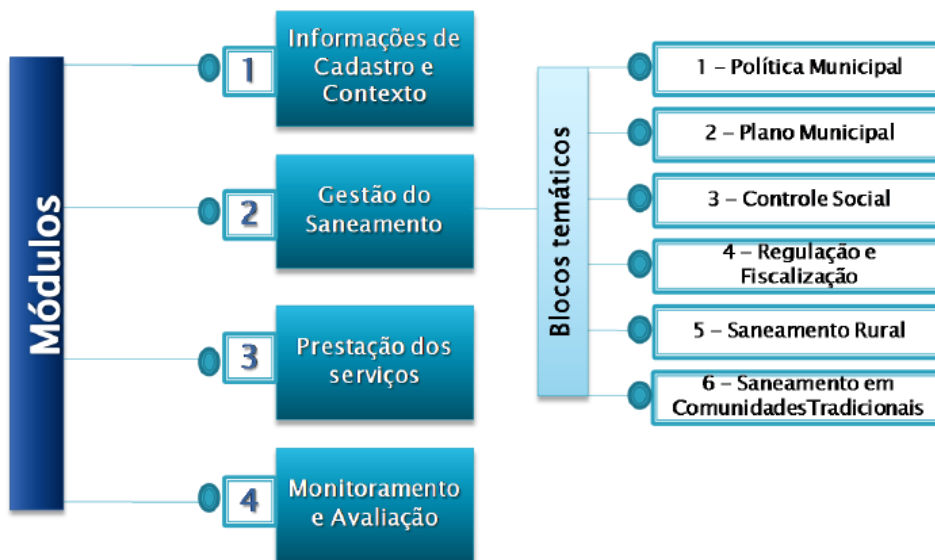 Módulos
1
Informações de
Cadastro e
Contexto
2
Gestão do
Saneamento
3
Prestação dos
serviços
4
Monitoramento
e Avaliação
Blocos temáticos
1 – Política Municipal
2 – Plano Municipal
3 – Controle Social
4 – Regulação e
Fiscalização
5 – Saneamento Rural
6 – Saneamento em
ComunidadesTradicionais